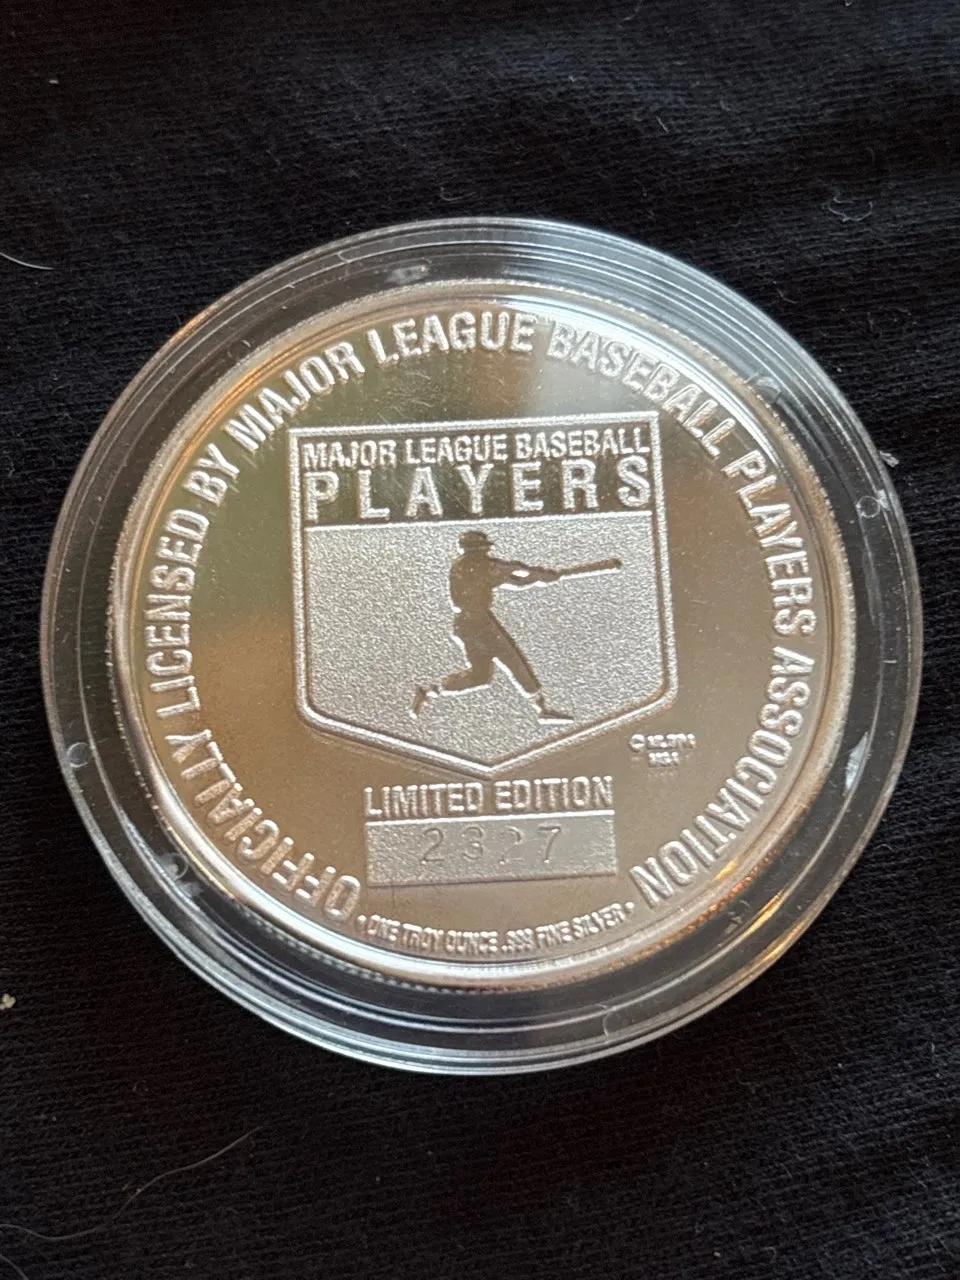 OFFICIALLY LICENSED BY MAJOR LEAGUE BASEBALL PLAYERS ASSOCIATION
MAJOR LEAGUE BASEBALL
PLAYERS
LIMITED EDITION
2327
• ONE TROY OUNCE .999 FINE SILVER •